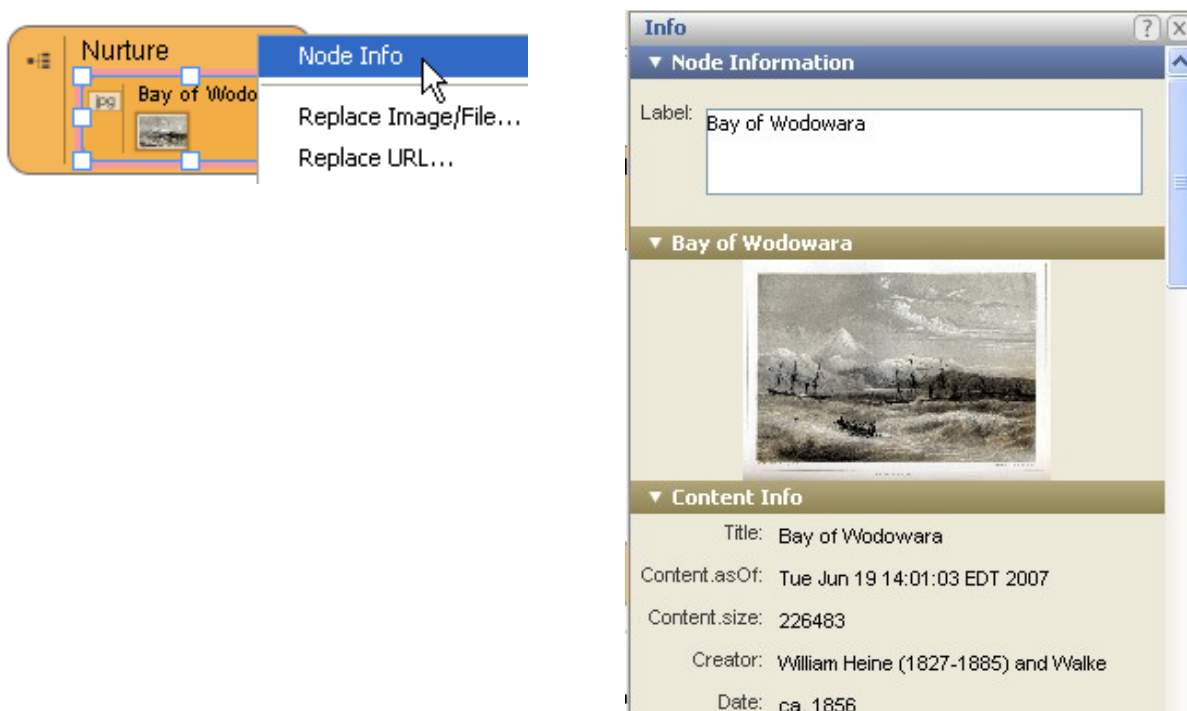 Nurture
jpg
Bay of Wodo
Node Info
Replace Image/File...
Replace URL...
Info
?
x
▼ Node Information
Label:
Bay of Wodowara
▼ Bay of Wodowara
▼ Content Info
Title: Bay of Wodowara
Content.asOf: Tue Jun 19 14:01:03 EDT 2007
Content.size: 226483
Creator: William Heine (1827-1885) and Walke
Date: ca. 1856